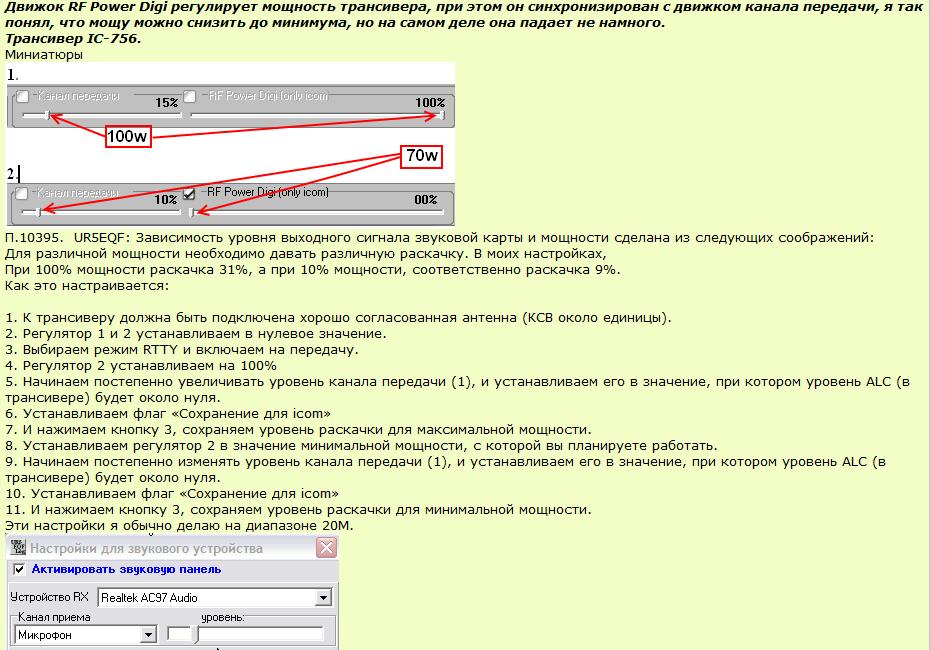 Движок RF Power Digi регулирует мощность трансивера, при этом он синхронизирован с движком канала передачи, я так
понял, что мощу можно снизить до минимума, но на самом деле она падает не намного.
Трансивер IC-756.
Миниатюры
1.
Канал передачи 15% RF Power Digi (only icom 100%
100w
70w
2.
Канал передачи 10% RF Power Digi (only icom) 00%
П.10395. UR5EQF: Зависимость уровня выходного сигнала звуковой карты и мощности сделана из следующих соображений:
Для различной мощности необходимо давать различную раскачку. В моих настройках,
При 100% мощности раскачка 31%, а при 10% мощности, соответственно раскачка 9%.
Как это настраивается:
1. К трансиверу должна быть подключена хорошо согласованная антенна (КСВ около единицы).
2. Регулятор 1 и 2 устанавливаем в нулевое значение.
3. Выбираем режим RTTY и включаем на передачу.
4. Регулятор 2 устанавливаем на 100%
5. Начинаем постепенно увеличивать уровень канала передачи (1), и устанавливаем его в значение, при котором уровень ALC (в
трансивере) будет около нуля.
6. Устанавливаем флаг «Сохранение для icom»
7. И нажимаем кнопку 3, сохраняем уровень раскачки для максимальной мощности.
8. Устанавливаем регулятор 2 в значение минимальной мощности, с которой вы планируете работать.
9. Начинаем постепенно изменять уровень канала передачи (1), и устанавливаем его в значение, при котором уровень ALC (в
трансивере) будет около нуля.
10. Устанавливаем флаг «Сохранение для icom»
11. И нажимаем кнопку 3, сохраняем уровень раскачки для минимальной мощности.
Эти настройки я обычно делаю на диапазоне 20М.
Настройки для звукового устройства
Активировать звуковую панель
Устройство RX Realtek AC97 Audio
Канал приема уровень:
Микрофон